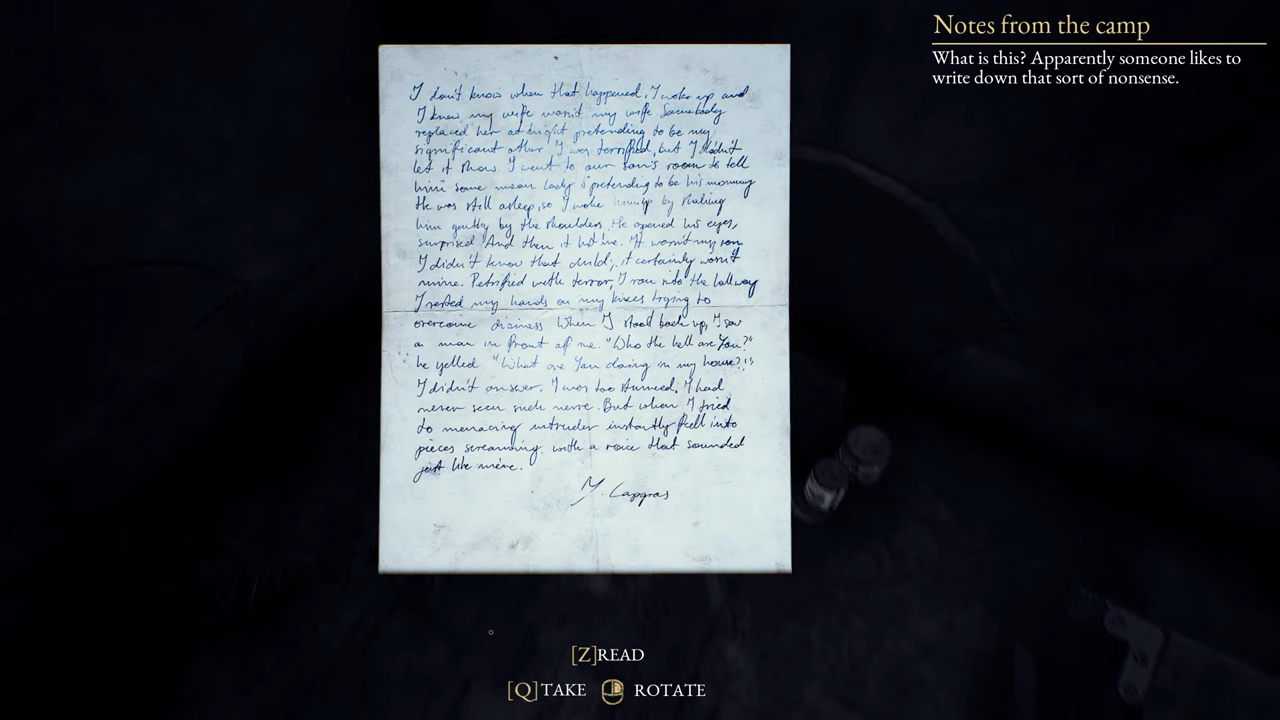 Notes from the camp
What is this? Apparently someone likes to
write down that sort of nonsense.
I don't know when that happened. I woke up and
I knew my wife wasn't my wife Somebody
replaced her at night pretending to be my
significant other I was terrified, but I didn't
let it show I went to our son's room to tell
him some mean lady is pretending to be his mommy
He was still asleep, so I woke him up by shaking
him gently by the shoulders. He opened his eyes,
surprised. And then it hit me. It wasn't my son
I didn't know that child; it certainly wasn't
mine. Petrified with terror, I ran into the hallway
I rested my hands on my knees trying to
overcome diziness. When I stood back up, I saw
a man in front off me. "Who the hell are You?"
he yelled "What are You doing in my house?!"
I didn't answer. I was too stunned. I had
never seen such nerve. But when I tried
to menacing intruder instantly fell into
pieces screaming with a voice that sounded
just like mine.
Capgras
[Z]READ
[Q]TAKE ROTATE